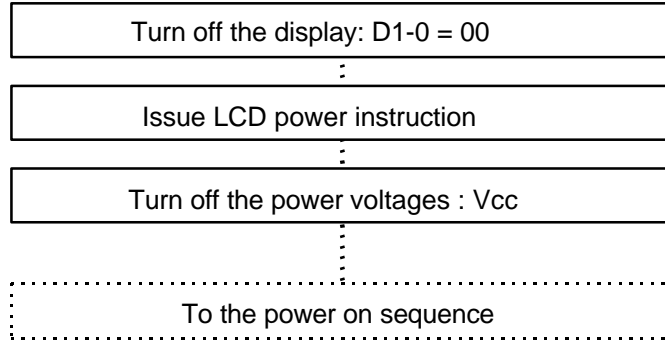 Turn off the display: D1-0 = 00
Issue LCD power instruction
Turn off the power voltages : Vcc
To the power on sequence